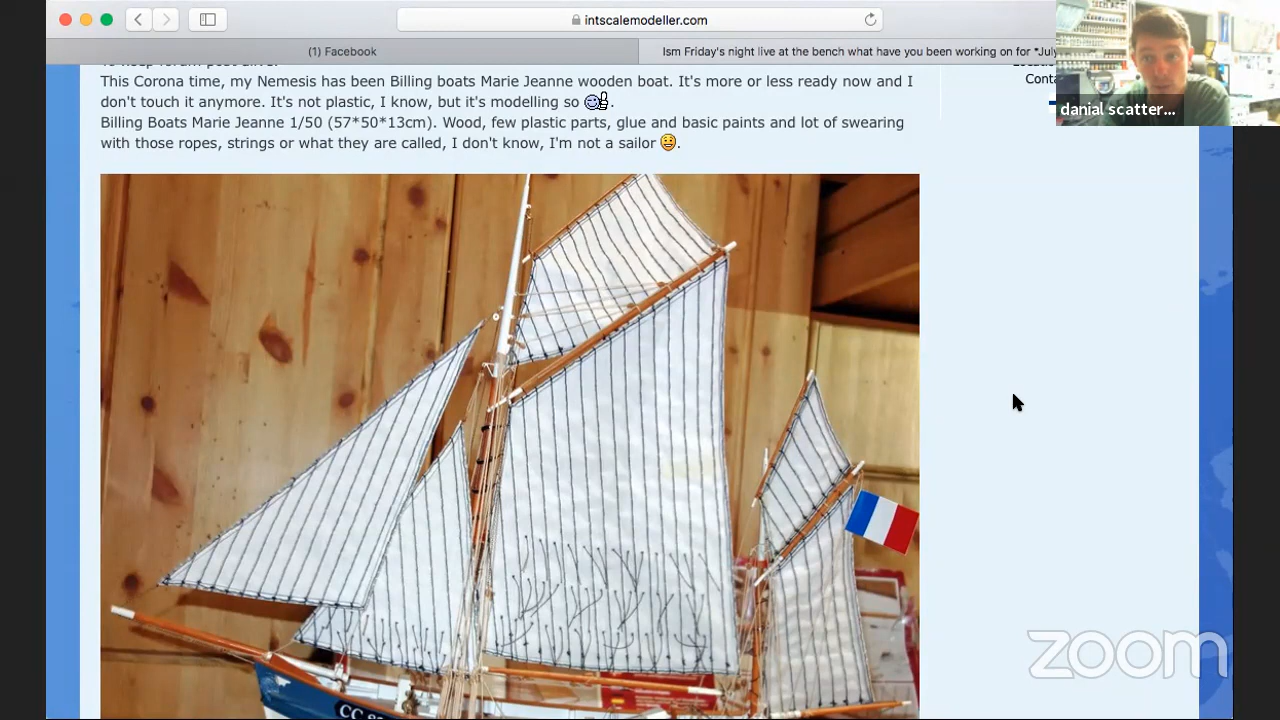 intscalemodeller.com
(1) Facebook
Ism Friday's night live at the bench what have you been working on for *July
This Corona time, my Nemesis has been Billing boats Marie Jeanne wooden boat. It's more or less ready now and I
don't touch it anymore. It's not plastic, I know, but it's modelling so
Billing Boats Marie Jeanne 1/50 (57*40*13cm). Wood, few plastic parts, glue and basic paints and lot of swearing
with those ropes, strings or what they are called, I don't know, I'm not a sailor
Conta
danial scatter...
CC
zoom